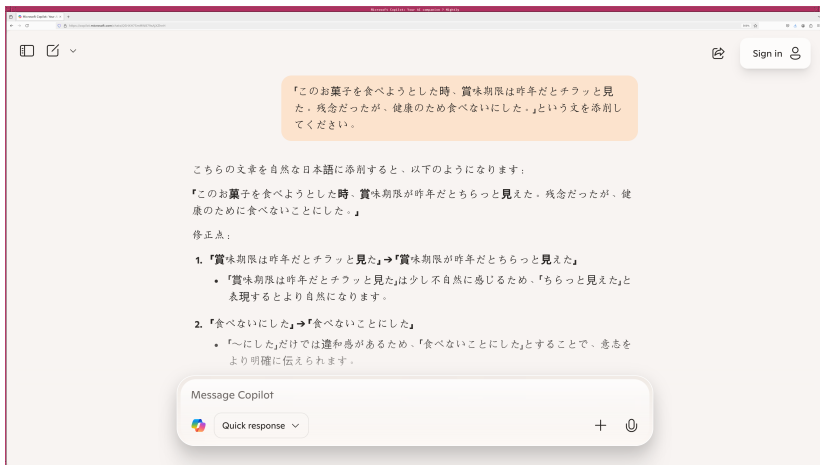 Microsoft Copilot: Your AI companion
Sign in
『このお菓子を食べようとした時、賞味期限は昨年だとチラッと見
た。残念だったが、健康のため食べないにした。』という文を添削し
てください。
こちらの文章を自然な日本語に添削すると、以下のようになります：
『このお菓子を食べようとした時、賞味期限が昨年だとちらっと見えた。残念だったが、健
康のために食べないことにした。』
修正点：
1. 『賞味期限は昨年だとチラッと見た』→『賞味期限が昨年だとちらっと見えた』
• 「賞味期限は昨年だとチラッと見た」は少し不自然に感じるため、「ちらっと見えた」と
表現するとより自然になります。
2. 『食べないにした』→『食べないことにした』
• 「～にした」だけでは違和感があるため、「食べないことにした」とすることで、意志を
より明確に伝えられます。
Message Copilot
Quick response